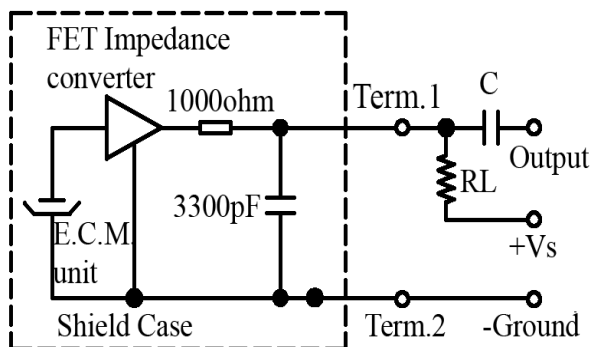 FET Impedance
converter
1000ohm
Term.1
C
Output
RL
3300pF
+Vs
E.C.M.
unit
Shield Case
Term.2
-Ground